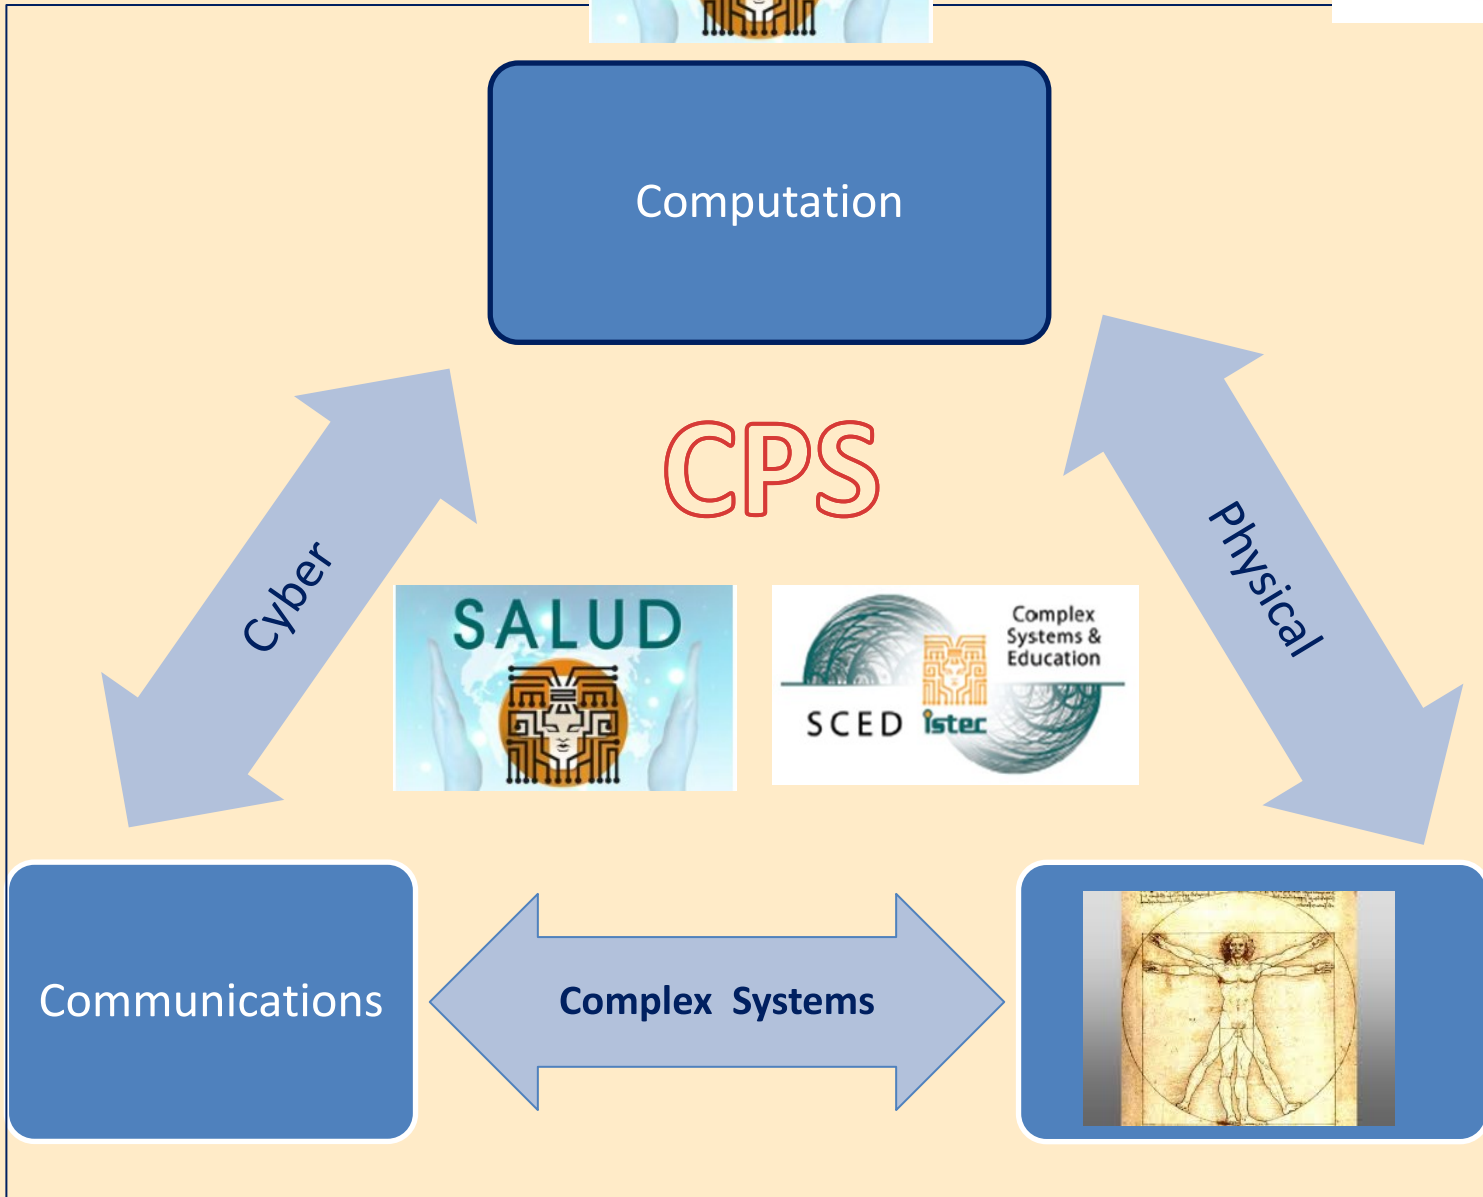 Computation
CPS
Cyber
Physical
SALUD
Complex
Systems &
Education
SCED
istec
Communications
Complex Systems